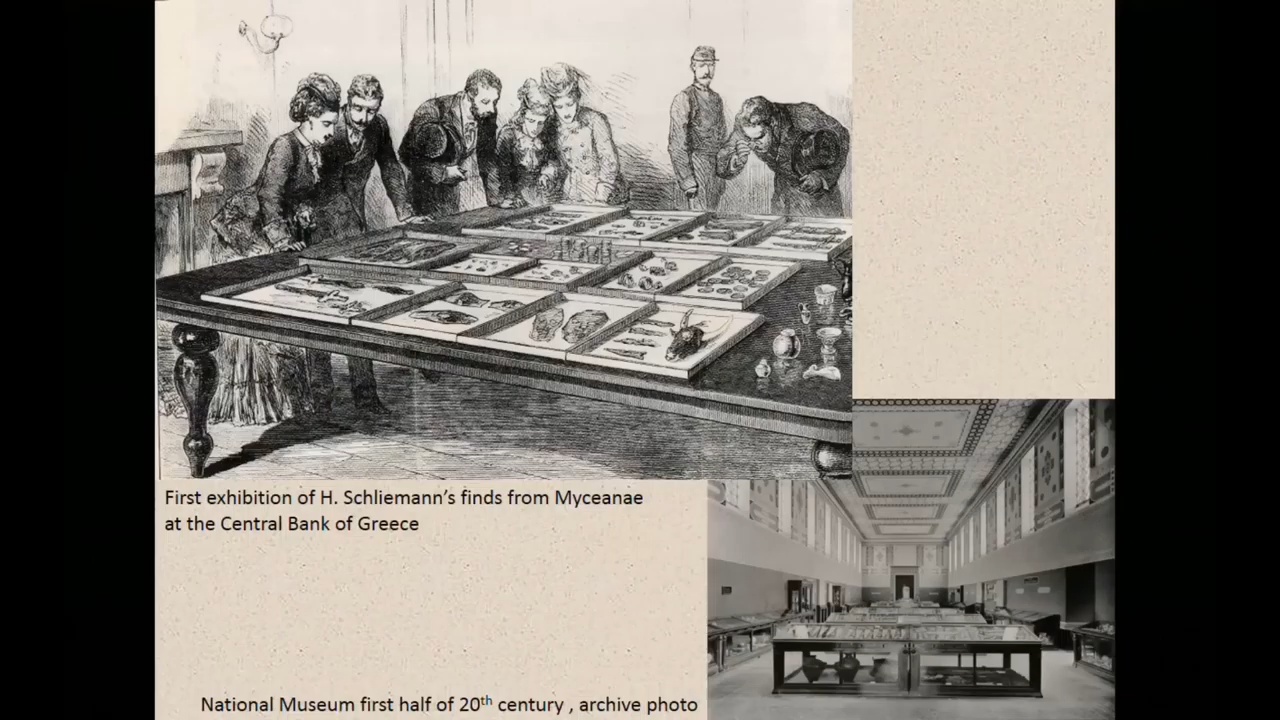 First exhibition of H. Schliemann's finds from Myceanae
at the Central Bank of Greece
National Museum first half of 20th century , archive photo